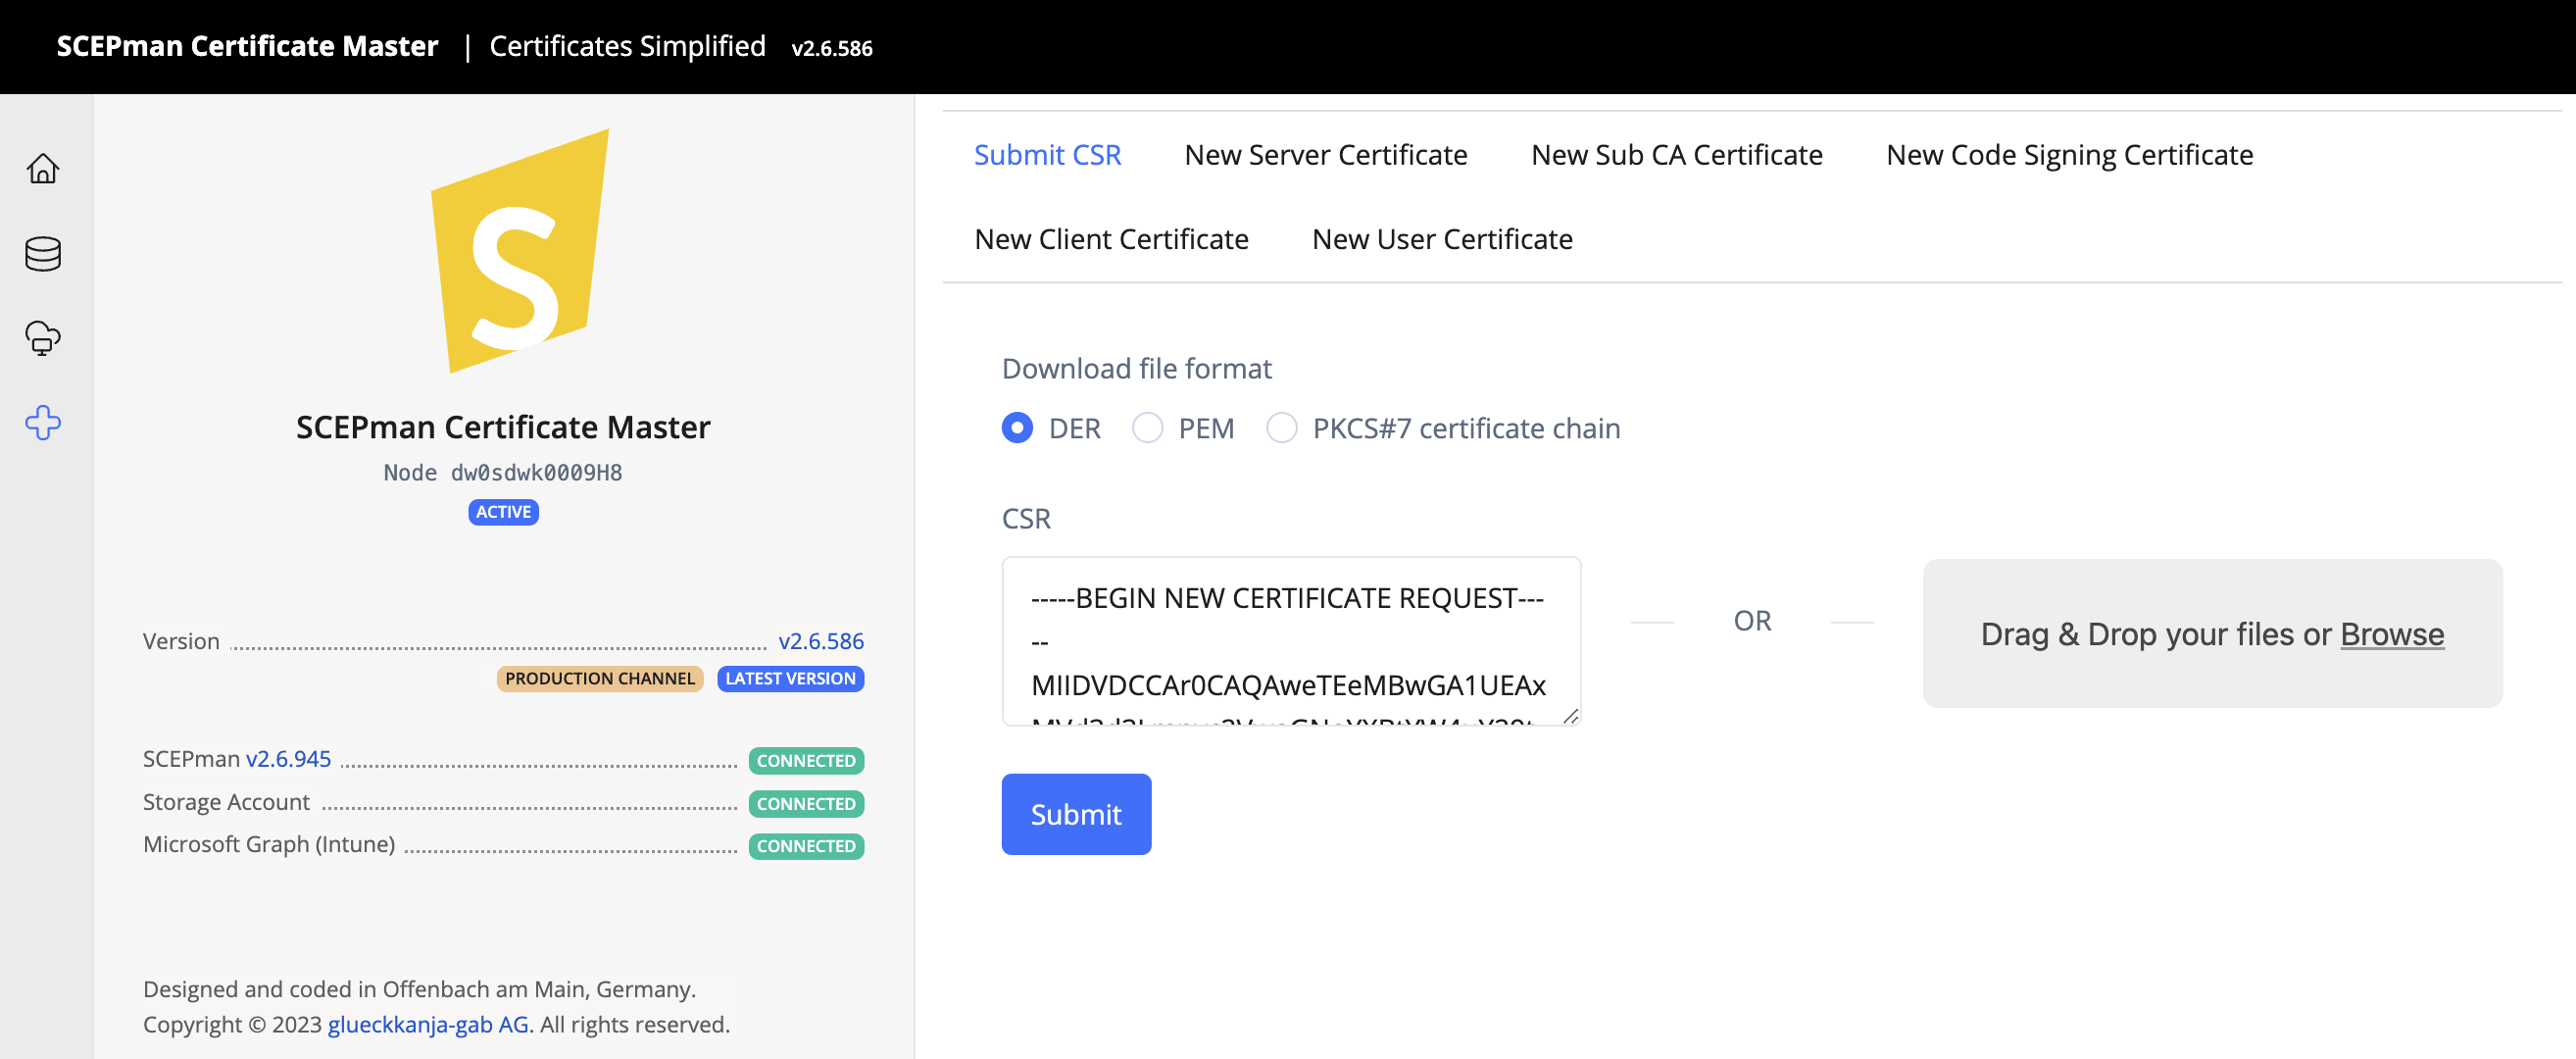 SCEPman Certificate Master | Certificates Simplified v2.6.586
S
SCEPman Certificate Master
Node dw0sdwk0009H8
ACTIVE
Version v2.6.586
PRODUCTION CHANNEL LATEST VERSION
SCEPman v2.6.945 CONNECTED
Storage Account CONNECTED
Microsoft Graph (Intune) CONNECTED
Designed and coded in Offenbach am Main, Germany.
Copyright © 2023 glueckkanja-gab AG. All rights reserved.
Submit CSR New Server Certificate New Sub CA Certificate New Code Signing Certificate
New Client Certificate New User Certificate
Download file format
DER PEM PKCS#7 certificate chain
CSR
-----BEGIN NEW CERTIFICATE REQUEST---
--
MIIDVDCCAr0CAQAweTEeMBwGA1UEAx
OR
Drag & Drop your files or Browse
Submit